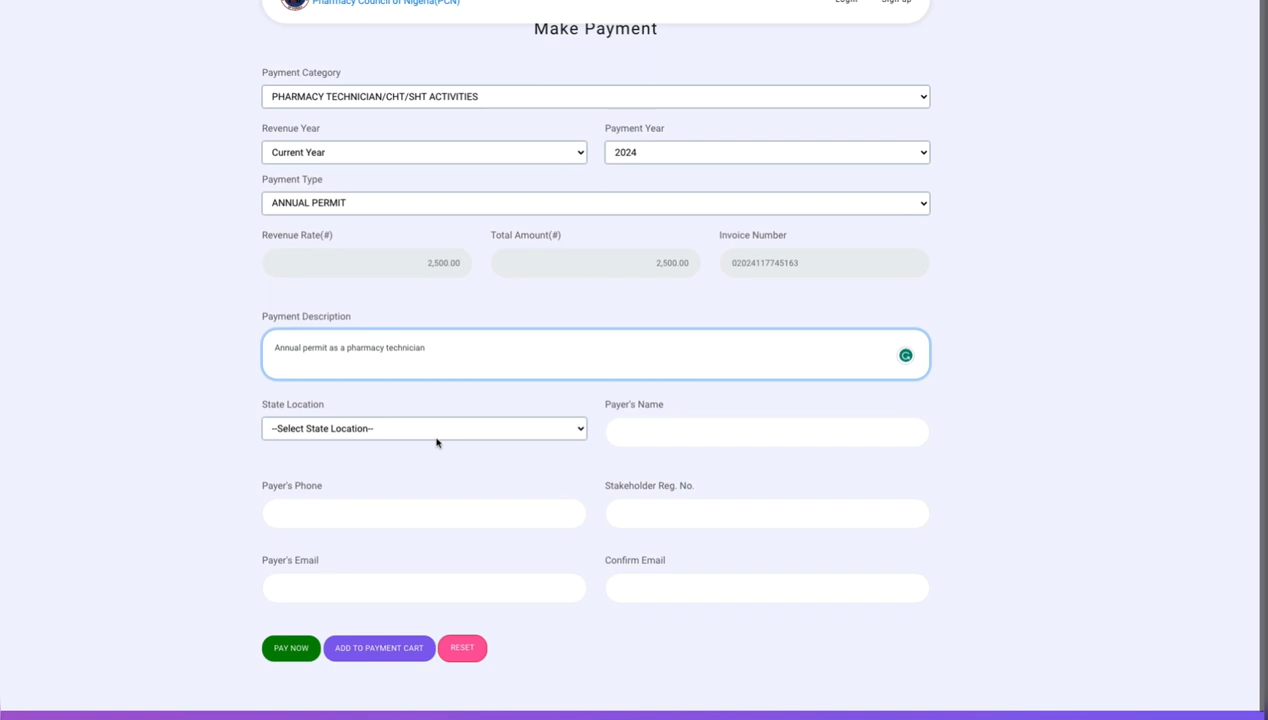 Pharmacy Council of Nigeria(PCN)
Login Sign up
Make Payment
Payment Category
PHARMACY TECHNICIAN/CHT/SHT ACTIVITIES
Revenue Year Payment Year
Current Year 2024
Payment Type
ANNUAL PERMIT
Revenue Rate(#) Total Amount(#) Invoice Number
2,500.00 2,500.00 02024117745163
Payment Description
Annual permit as a pharmacy technician
State Location Payer's Name
--Select State Location--
Payer's Phone Stakeholder Reg. No.
Payer's Email Confirm Email
PAY NOW ADD TO PAYMENT CART RESET